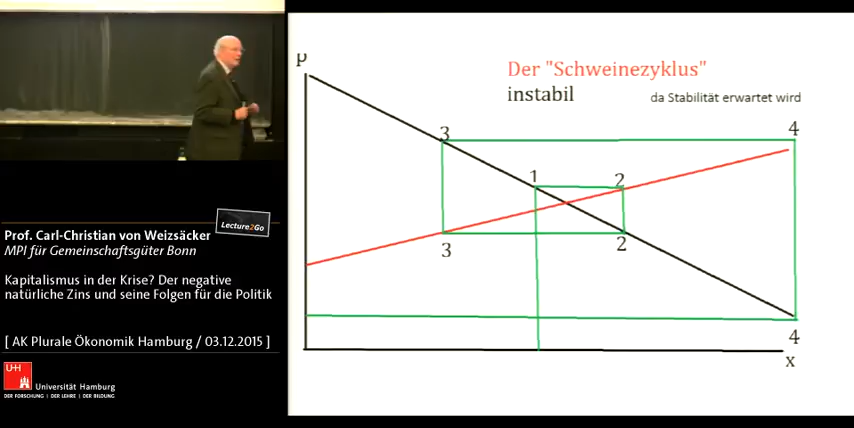 Lecture2Go
Prof. Carl-Christian von Weizsäcker
MPI für Gemeinschaftsgüter Bonn
Kapitalismus in der Krise? Der negative
natürliche Zins und seine Folgen für die Politik
[ AK Plurale Ökonomik Hamburg / 03.12.2015 ]
UH
Universität Hamburg
DER FORSCHUNG | DER LEHRE | DER BILDUNG
p
Der "Schweinezyklus"
instabil
da Stabilität erwartet wird
3
4
1
2
3
2
4
x